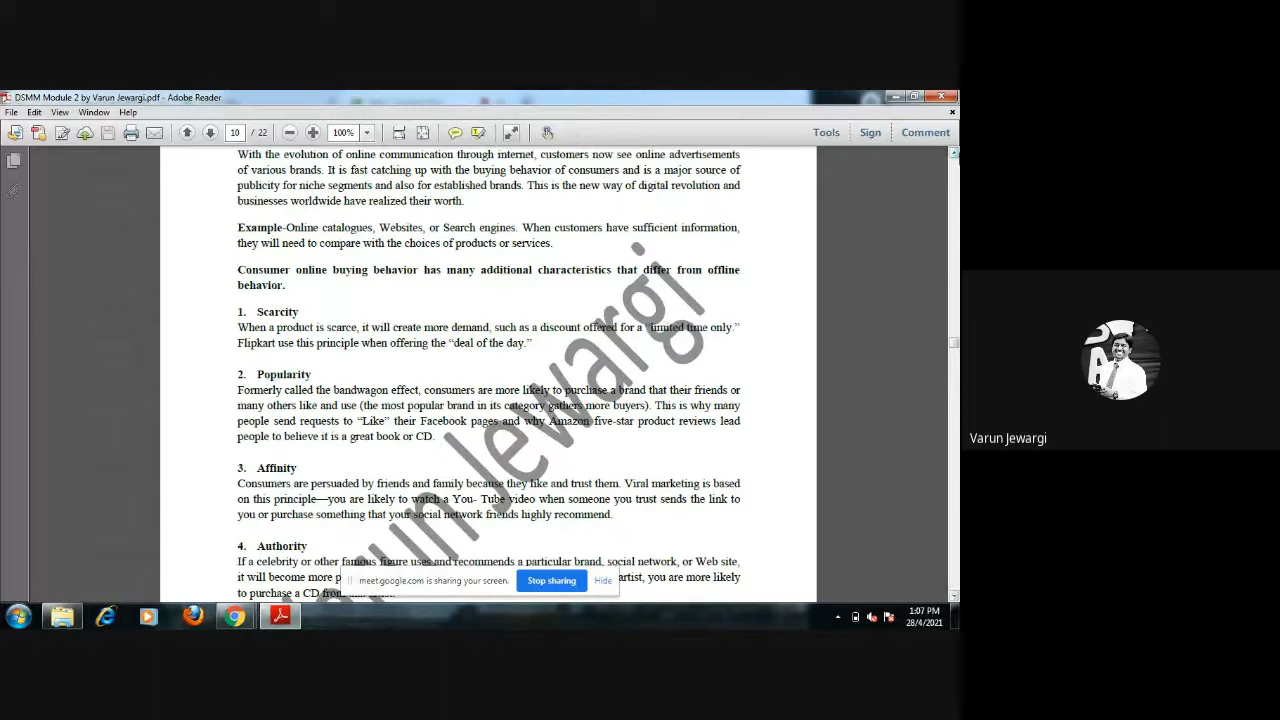 DSMM Module 2 by Varun Jewargi.pdf - Adobe Reader
File Edit View Window Help
10 / 22 100% Tools Sign Comment
With the evolution of online communication through internet, customers now see online advertisements
of various brands. It is fast catching up with the buying behavior of consumers and is a major source of
publicity for niche segments and also for established brands. This is the new way of digital revolution and
businesses worldwide have realized their worth.
Example-Online catalogues, Websites, or Search engines. When customers have sufficient information,
they will need to compare with the choices of products or services.
Consumer online buying behavior has many additional characteristics that differ from offline
behavior.
1. Scarcity
When a product is scarce, it will create more demand, such as a discount offered for a “limited time only.”
Flipkart use this principle when offering the “deal of the day.”
2. Popularity
Formerly called the bandwagon effect, consumers are more likely to purchase a brand that their friends or
many others like and use (the most popular brand in its category gathers more buyers). This is why many
people send requests to “Like” their Facebook pages and why Amazon five-star product reviews lead
people to believe it is a great book or CD.
3. Affinity
Consumers are persuaded by friends and family because they like and trust them. Viral marketing is based
on this principle—you are likely to watch a You- Tube video when someone you trust sends the link to
you or purchase something that your social network friends highly recommend.
4. Authority
If a celebrity or other famous figure uses and recommends a particular brand, social network, or Web site,
it will become more artist, you are more likely
to purchase a CD from artist.
Varun Jewargi
meet.google.com is sharing your screen. Stop sharing Hide
1:07 PM
28/4/2021
Varun Jewargi